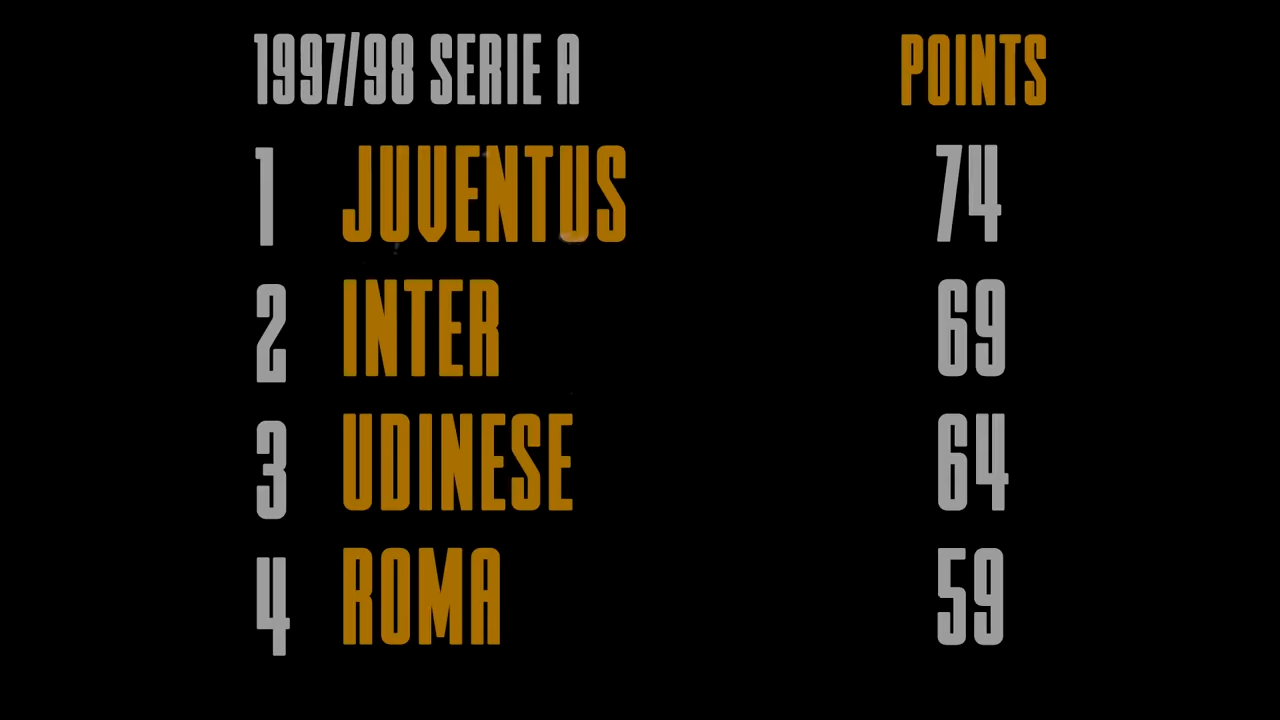 1997/98 SERIE A POINTS
1 JUVENTUS 74
2 INTER 69
3 UDINESE 64
4 ROMA 59